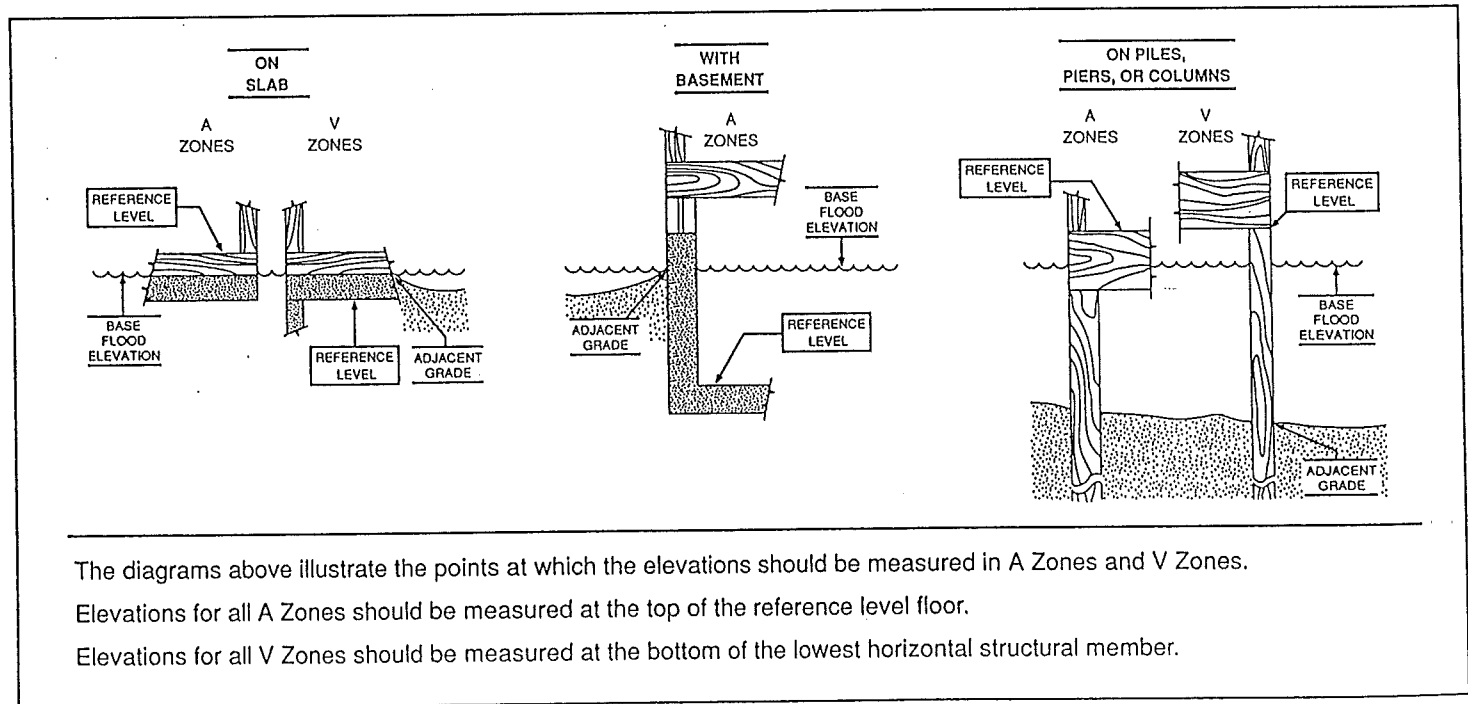 ON
SLAB
A
ZONES
V
ZONES
REFERENCE
LEVEL
BASE
FLOOD
ELEVATION
REFERENCE
LEVEL
ADJACENT
GRADE
WITH
BASEMENT
A
ZONES
BASE
FLOOD
ELEVATION
ADJACENT
GRADE
REFERENCE
LEVEL
ON PILES,
PIERS, OR COLUMNS
A
ZONES
V
ZONES
REFERENCE
LEVEL
REFERENCE
LEVEL
BASE
FLOOD
ELEVATION
ADJACENT
GRADE
The diagrams above illustrate the points at which the elevations should be measured in A Zones and V Zones.
Elevations for all A Zones should be measured at the top of the reference level floor.
Elevations for all V Zones should be measured at the bottom of the lowest horizontal structural member.